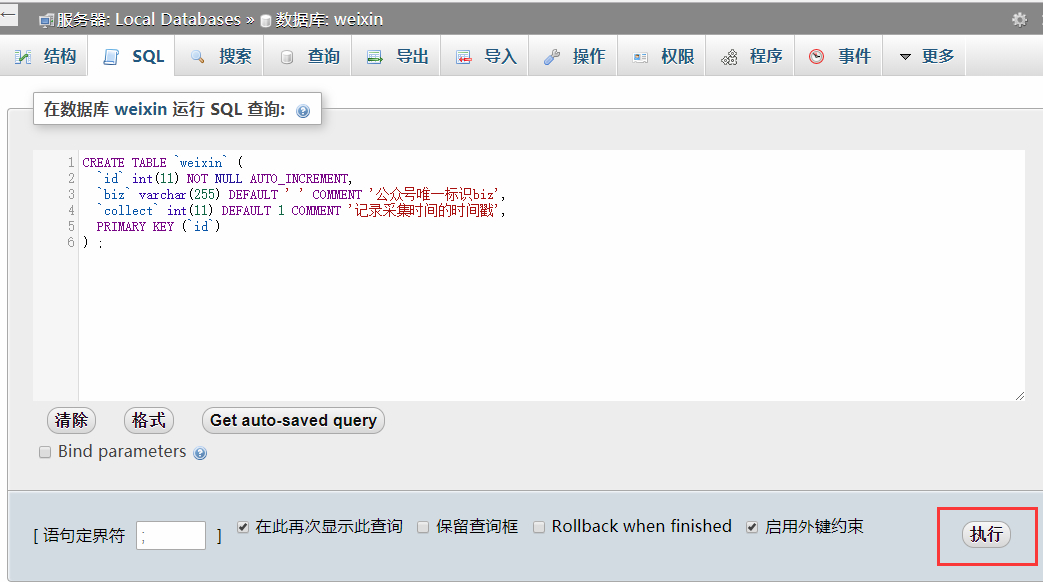 服务器: Local Databases » 数据库: weixin
结构 SQL 搜索 查询 导出 导入 操作 权限 程序 事件 更多
在数据库 weixin 运行 SQL 查询:
1 CREATE TABLE `weixin` (
2 `id` int(11) NOT NULL AUTO_INCREMENT,
3 `biz` varchar(255) DEFAULT ' ' COMMENT '公众号唯一标识biz',
4 `collect` int(11) DEFAULT 1 COMMENT '记录采集时间的时间戳',
5 PRIMARY KEY (`id`)
6 ) ;
清除 格式 Get auto-saved query
Bind parameters
[ 语句定界符 ; ] 在此再次显示此查询 保留查询框 Rollback when finished 启用外键约束 执行